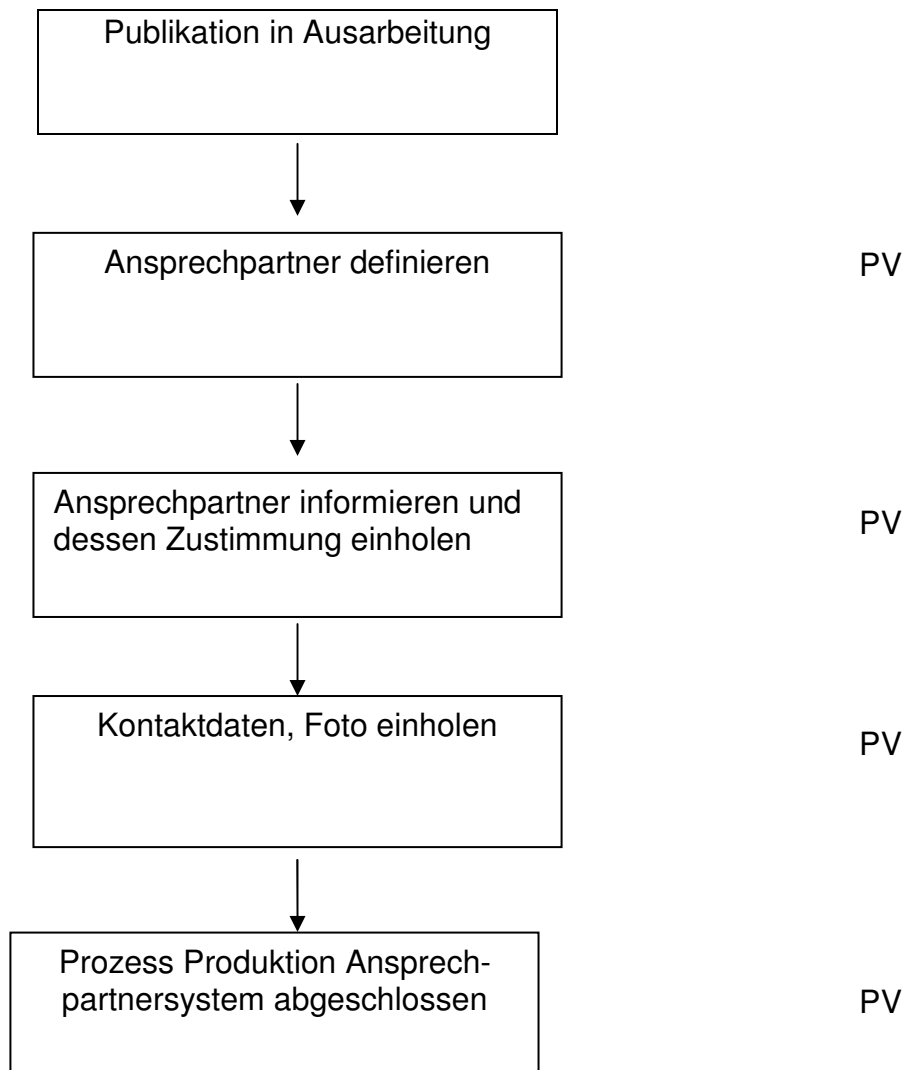 Publikation in Ausarbeitung
Ansprechpartner definieren
PV
Ansprechpartner informieren und
dessen Zustimmung einholen
PV
Kontaktdaten, Foto einholen
PV
Prozess Produktion Ansprech-
partnersystem abgeschlossen
PV